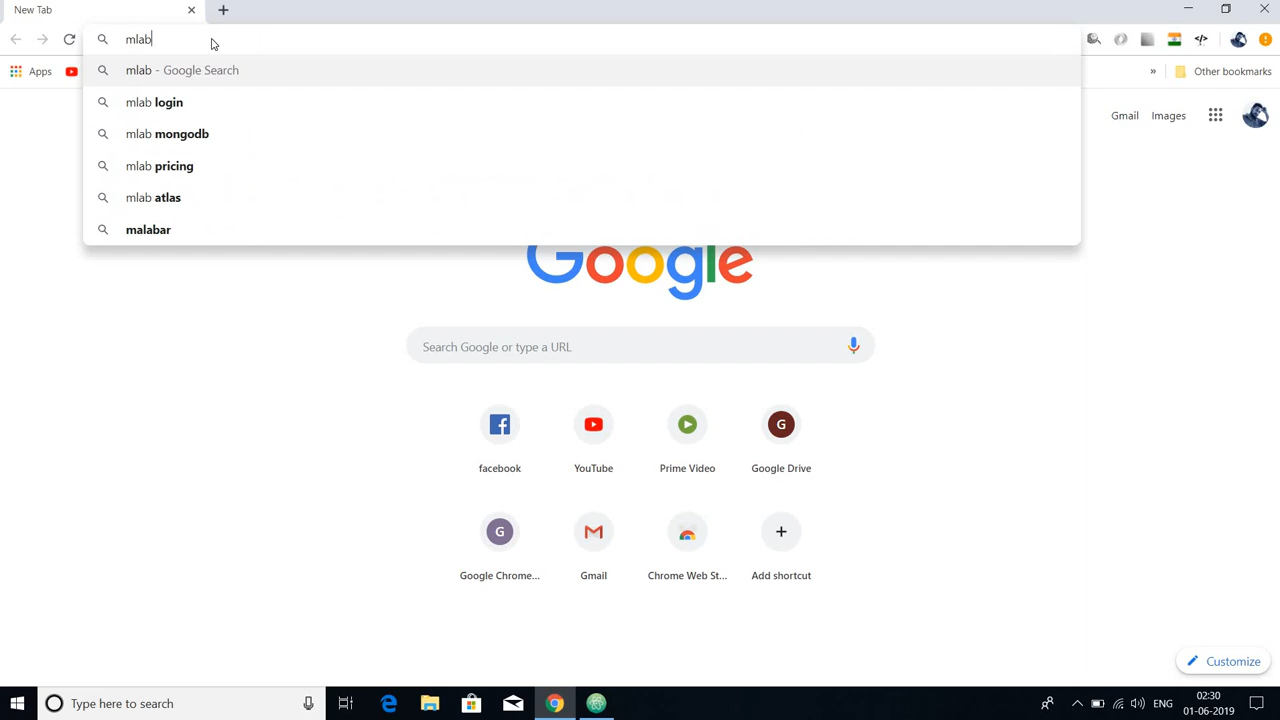 New Tab
mlab
Apps
Other bookmarks
mlab - Google Search
mlab login
mlab mongodb
mlab pricing
mlab atlas
malabar
Gmail
Images
G
Google
Search Google or type a URL
G
facebook
YouTube
Prime Video
Google Drive
G
Google Chrome...
Gmail
Chrome Web St...
Add shortcut
Customize
Type here to search
ENG
02:30
01-06-2019